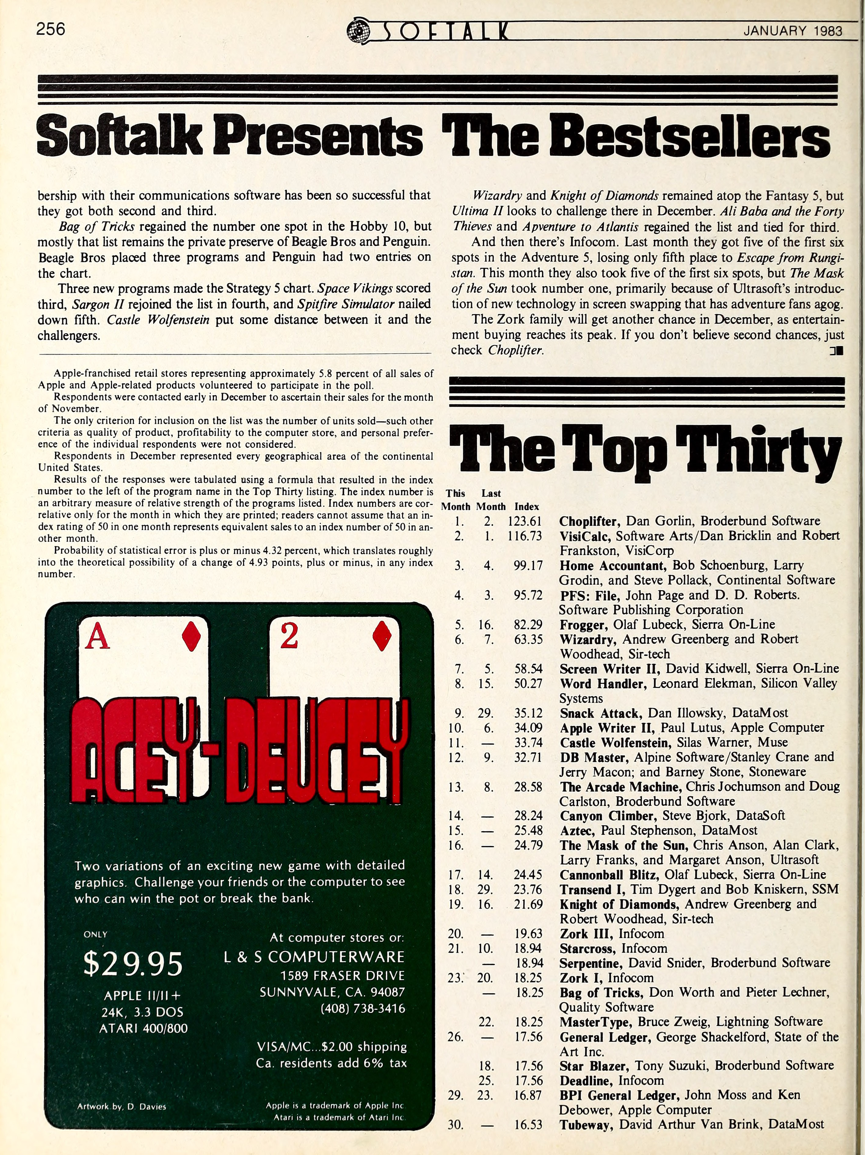 256
SOFTALK
JANUARY 1983
Softalk Presents The Bestsellers
bership with their communications software has been so successful that
they got both second and third.
Bag of Tricks regained the number one spot in the Hobby 10, but
mostly that list remains the private preserve of Beagle Bros and Penguin.
Beagle Bros placed three programs and Penguin had two entries on
the chart.
Three new programs made the Strategy 5 chart. Space Vikings scored
third, Sargon II rejoined the list in fourth, and Spitfire Simulator nailed
down fifth. Castle Wolfenstein put some distance between it and the
challengers.
Apple-franchised retail stores representing approximately 5.8 percent of all sales of
Apple and Apple-related products volunteered to participate in the poll.
Respondents were contacted early in December to ascertain their sales for the month
of November.
The only criterion for inclusion on the list was the number of units sold—such other
criteria as quality of product, profitability to the computer store, and personal prefer-
ence of the individual respondents were not considered.
Respondents in December represented every geographical area of the continental
United States.
Results of the responses were tabulated using a formula that resulted in the index
number to the left of the program name in the Top Thirty listing. The index number is
an arbitrary measure of relative strength of the programs listed. Index numbers are cor-
relative only for the month in which they are printed; readers cannot assume that an in-
dex rating of 50 in one month represents equivalent sales to an index number of 50 in an-
other month.
Probability of statistical error is plus or minus 4.32 percent, which translates roughly
into the theoretical possibility of a change of 4.93 points, plus or minus, in any index
number.
A 2
ACEY-DEUCEY
Two variations of an exciting new game with detailed
graphics. Challenge your friends or the computer to see
who can win the pot or break the bank.
ONLY
$29.95
APPLE II/II+
24K, 3.3 DOS
ATARI 400/800
At computer stores or:
L & S COMPUTERWARE
1589 FRASER DRIVE
SUNNYVALE, CA. 94087
(408) 738-3416
VISA/MC...$2.00 shipping
Ca. residents add 6% tax
Artwork by, D. Davies
Apple is a trademark of Apple Inc
Atari is a trademark of Atari Inc.
Wizardry and Knight of Diamonds remained atop the Fantasy 5, but
Ultima II looks to challenge there in December. Ali Baba and the Forty
Thieves and Apventure to Atlantis regained the list and tied for third.
And then there's Infocom. Last month they got five of the first six
spots in the Adventure 5, losing only fifth place to Escape from Rungi-
stan. This month they also took five of the first six spots, but The Mask
of the Sun took number one, primarily because of Ultrasoft's introduc-
tion of new technology in screen swapping that has adventure fans agog.
The Zork family will get another chance in December, as entertain-
ment buying reaches its peak. If you don't believe second chances, just
check Choplifter.
The Top Thirty
This Last
Month Month Index
1. 2. 123.61 Choplifter, Dan Gorlin, Broderbund Software
2. 1. 116.73 VisiCalc, Software Arts/Dan Bricklin and Robert
Frankston, VisiCorp
3. 4. 99.17 Home Accountant, Bob Schoenburg, Larry
Grodin, and Steve Pollack, Continental Software
4. 3. 95.72 PFS: File, John Page and D. D. Roberts.
Software Publishing Corporation
5. 16. 82.29 Frogger, Olaf Lubeck, Sierra On-Line
6. 7. 63.35 Wizardry, Andrew Greenberg and Robert
Woodhead, Sir-tech
7. 5. 58.54 Screen Writer II, David Kidwell, Sierra On-Line
8. 15. 50.27 Word Handler, Leonard Elekman, Silicon Valley
Systems
9. 29. 35.12 Snack Attack, Dan Illowsky, DataMost
10. 6. 34.09 Apple Writer II, Paul Lutus, Apple Computer
11. — 33.74 Castle Wolfenstein, Silas Warner, Muse
12. 9. 32.71 DB Master, Alpine Software/Stanley Crane and
Jerry Macon; and Barney Stone, Stoneware
13. 8. 28.58 The Arcade Machine, Chris Jochumson and Doug
Carlston, Broderbund Software
14. — 28.24 Canyon Climber, Steve Bjork, DataSoft
15. — 25.48 Aztec, Paul Stephenson, DataMost
16. — 24.79 The Mask of the Sun, Chris Anson, Alan Clark,
Larry Franks, and Margaret Anson, Ultrasoft
17. 14. 24.45 Cannonball Blitz, Olaf Lubeck, Sierra On-Line
18. 29. 23.76 Transend I, Tim Dygert and Bob Kniskern, SSM
19. 16. 21.69 Knight of Diamonds, Andrew Greenberg and
Robert Woodhead, Sir-tech
20. — 19.63 Zork III, Infocom
21. 10. 18.94 Starcross, Infocom
— 18.94 Serpentine, David Snider, Broderbund Software
23. 20. 18.25 Zork I, Infocom
— 18.25 Bag of Tricks, Don Worth and Pieter Lechner,
Quality Software
22. 18.25 MasterType, Bruce Zweig, Lightning Software
26. — 17.56 General Ledger, George Shackelford, State of the
Art Inc.
18. 17.56 Star Blazer, Tony Suzuki, Broderbund Software
25. 17.56 Deadline, Infocom
29. 23. 16.87 BPI General Ledger, John Moss and Ken
Debower, Apple Computer
30. — 16.53 Tubeway, David Arthur Van Brink, DataMost